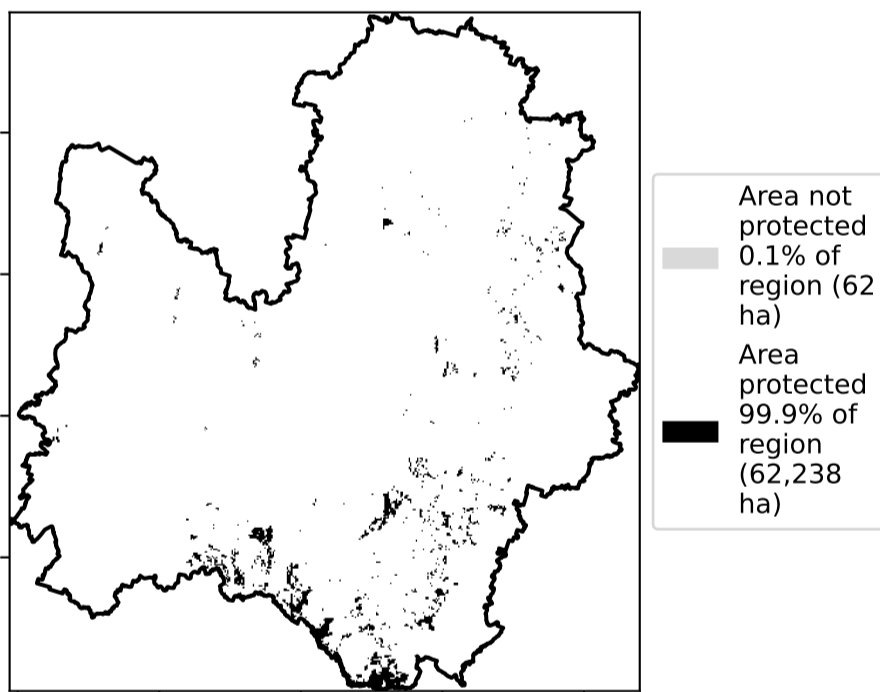 Area not
protected
0.1% of
region (62
ha)
Area
protected
99.9% of
region
(62,238
ha)